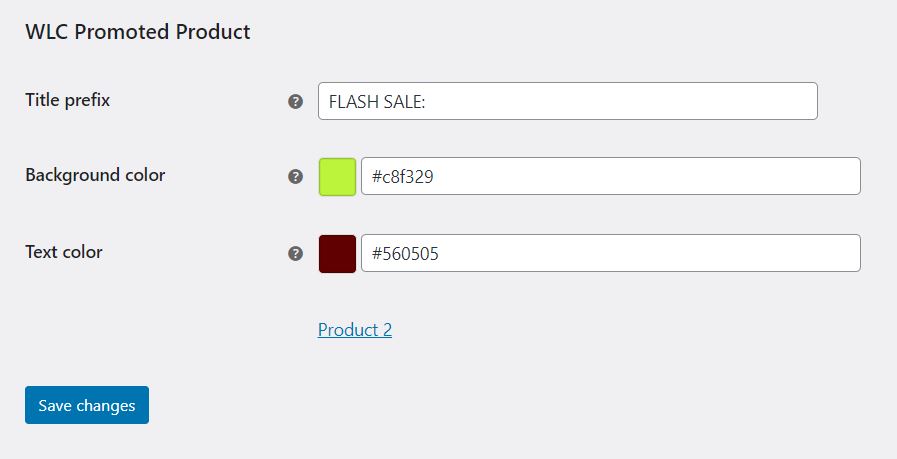 WLC Promoted Product
Title prefix
FLASH SALE:
Background color
#c8f329
Text color
#560505
Product 2
Save changes